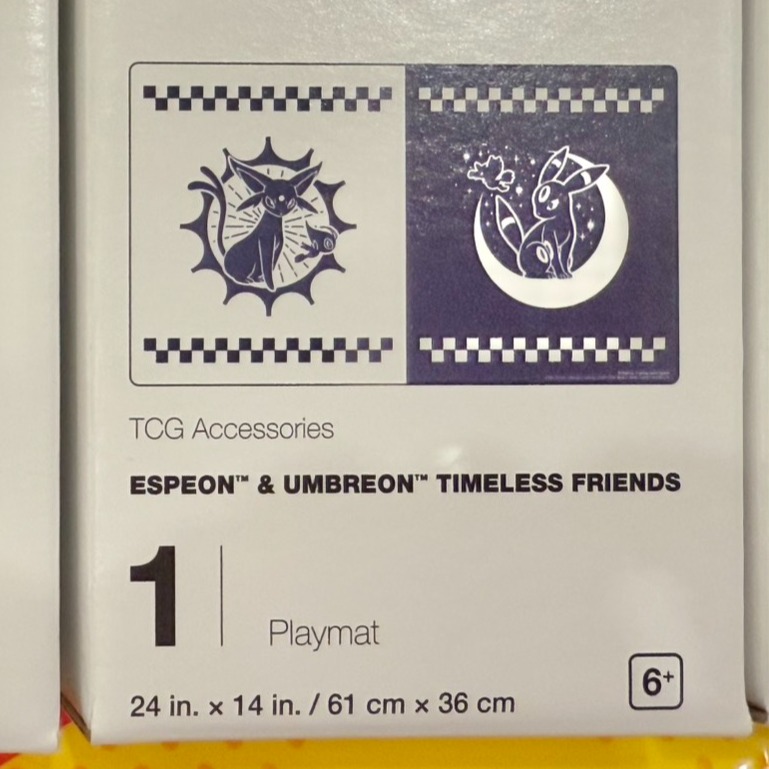 TCG Accessories
ESPEON™ & UMBREON™ TIMELESS FRIENDS
1
Playmat
24 in. x 14 in. / 61 cm x 36 cm
6+